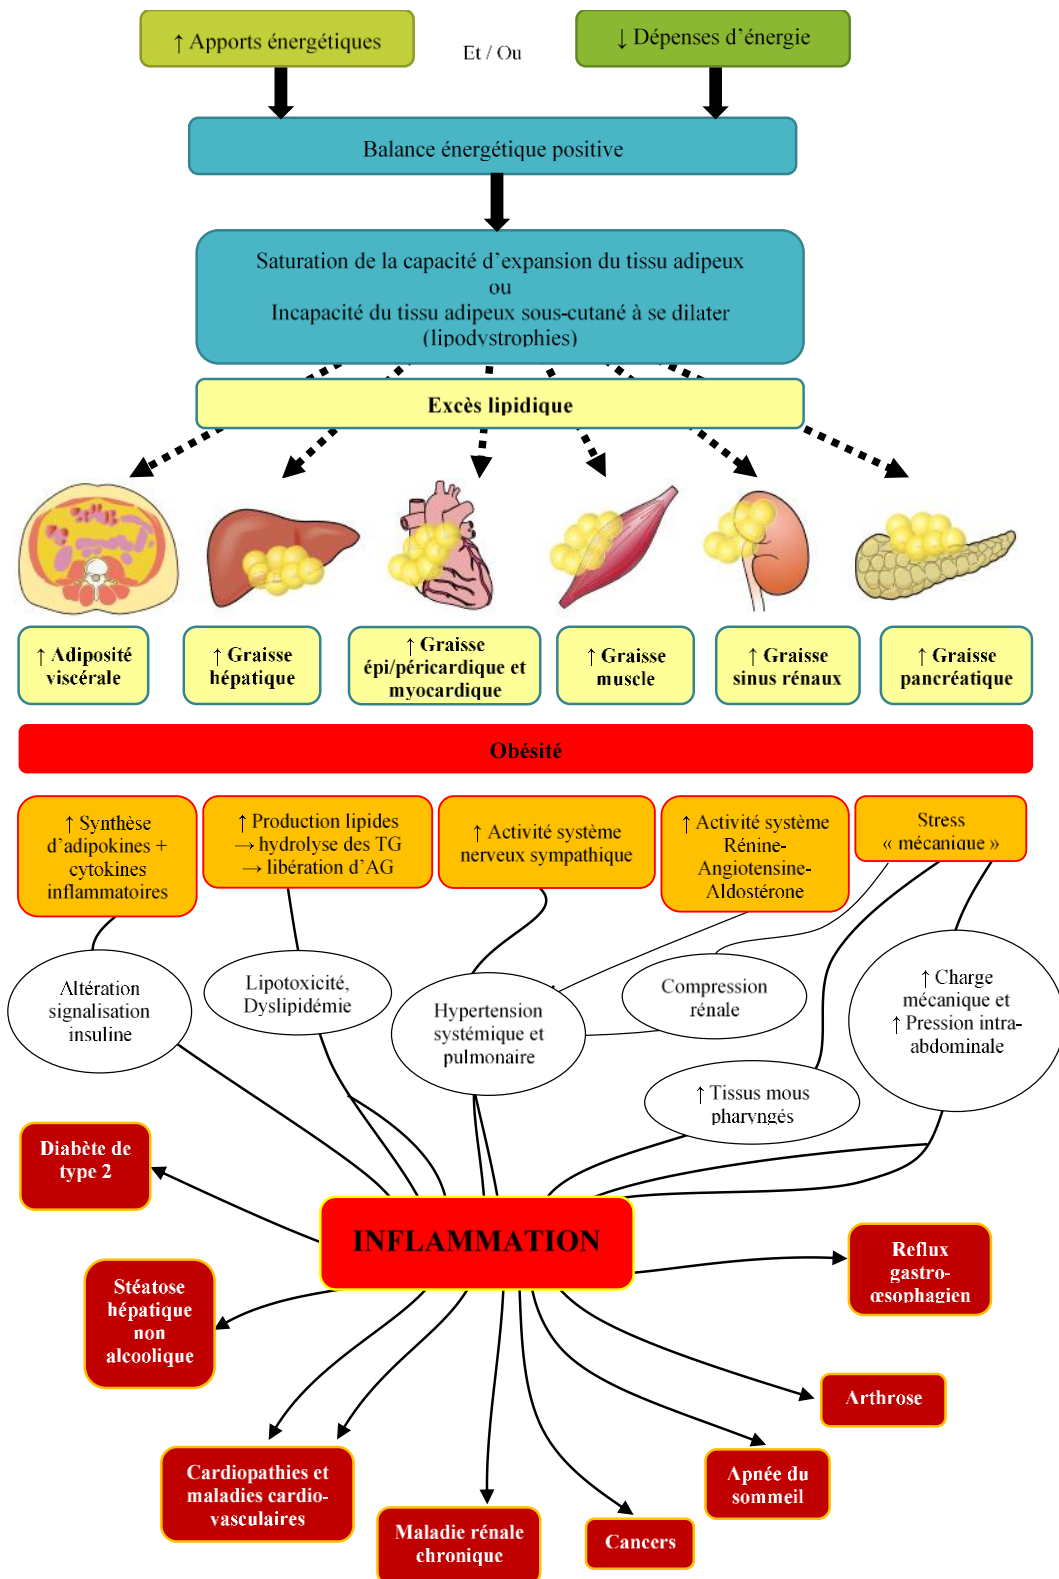 ↑ Apports énergétiques
Et / Ou
↓ Dépenses d’énergie
Balance énergétique positive
Saturation de la capacité d’expansion du tissu adipeux
ou
Incapacité du tissu adipeux sous-cutané à se dilater
(lipodystrophies)
Excès lipidique
↑ Adiposité
viscérale
↑ Graisse
hépatique
↑ Graisse
épi/péricardique et
myocardique
↑ Graisse
muscle
↑ Graisse
sinus rénaux
↑ Graisse
pancréatique
Obésité
↑ Synthèse
d’adipokines +
cytokines
inflammatoires
↑ Production lipides
→ hydrolyse des TG
→ libération d’AG
↑ Activité système
nerveux sympathique
↑ Activité système
Rénine-
Angiotensine-
Aldostérone
Stress
« mécanique »
Altération
signalisation
insuline
Lipotoxicité,
Dyslipidémie
Hypertension
systémique et
pulmonaire
Compression
rénale
↑ Charge
mécanique et
↑ Pression intra-
abdominale
↑ Tissus mous
pharyngés
Diabète de
type 2
INFLAMMATION
Reflux
gastro-
œsophagien
Stéatose
hépatique
non
alcoolique
Arthrose
Cardiopathies et
maladies cardio-
vasculaires
Apnée du
sommeil
Maladie rénale
chronique
Cancers